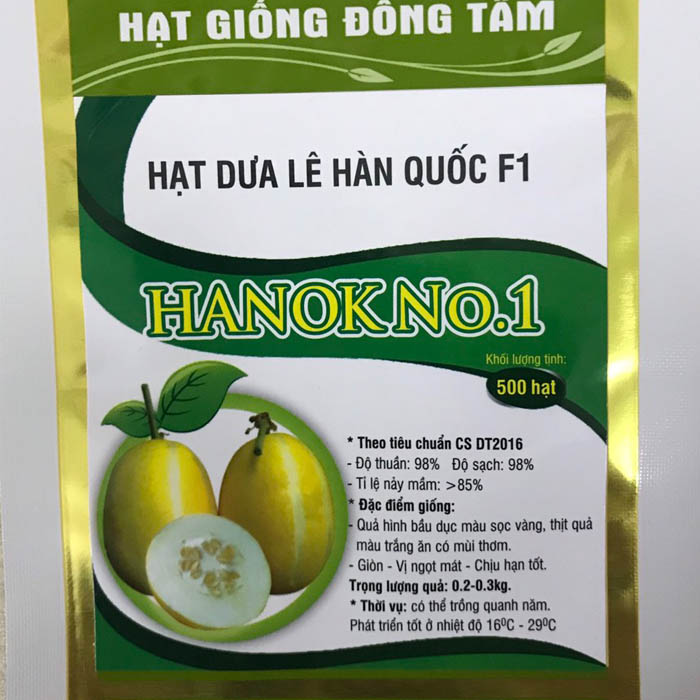 HẠT GIỐNG ĐỒNG TÂM
HẠT DƯA LÊ HÀN QUỐC F1
HANOK NO.1
Khối lượng tịnh:
500 hạt
* Theo tiêu chuẩn CS DT2016
- Độ thuần: 98% Độ sạch: 98%
- Tỉ lệ nảy mầm: >85%
* Đặc điểm giống:
- Quả hình bầu dục màu sọc vàng, thịt quả
màu trắng ăn có mùi thơm.
- Giòn - Vị ngọt mát - Chịu hạn tốt.
Trọng lượng quả: 0.2-0.3kg.
* Thời vụ: có thể trồng quanh năm.
Phát triển tốt ở nhiệt độ 16⁰C - 29⁰C